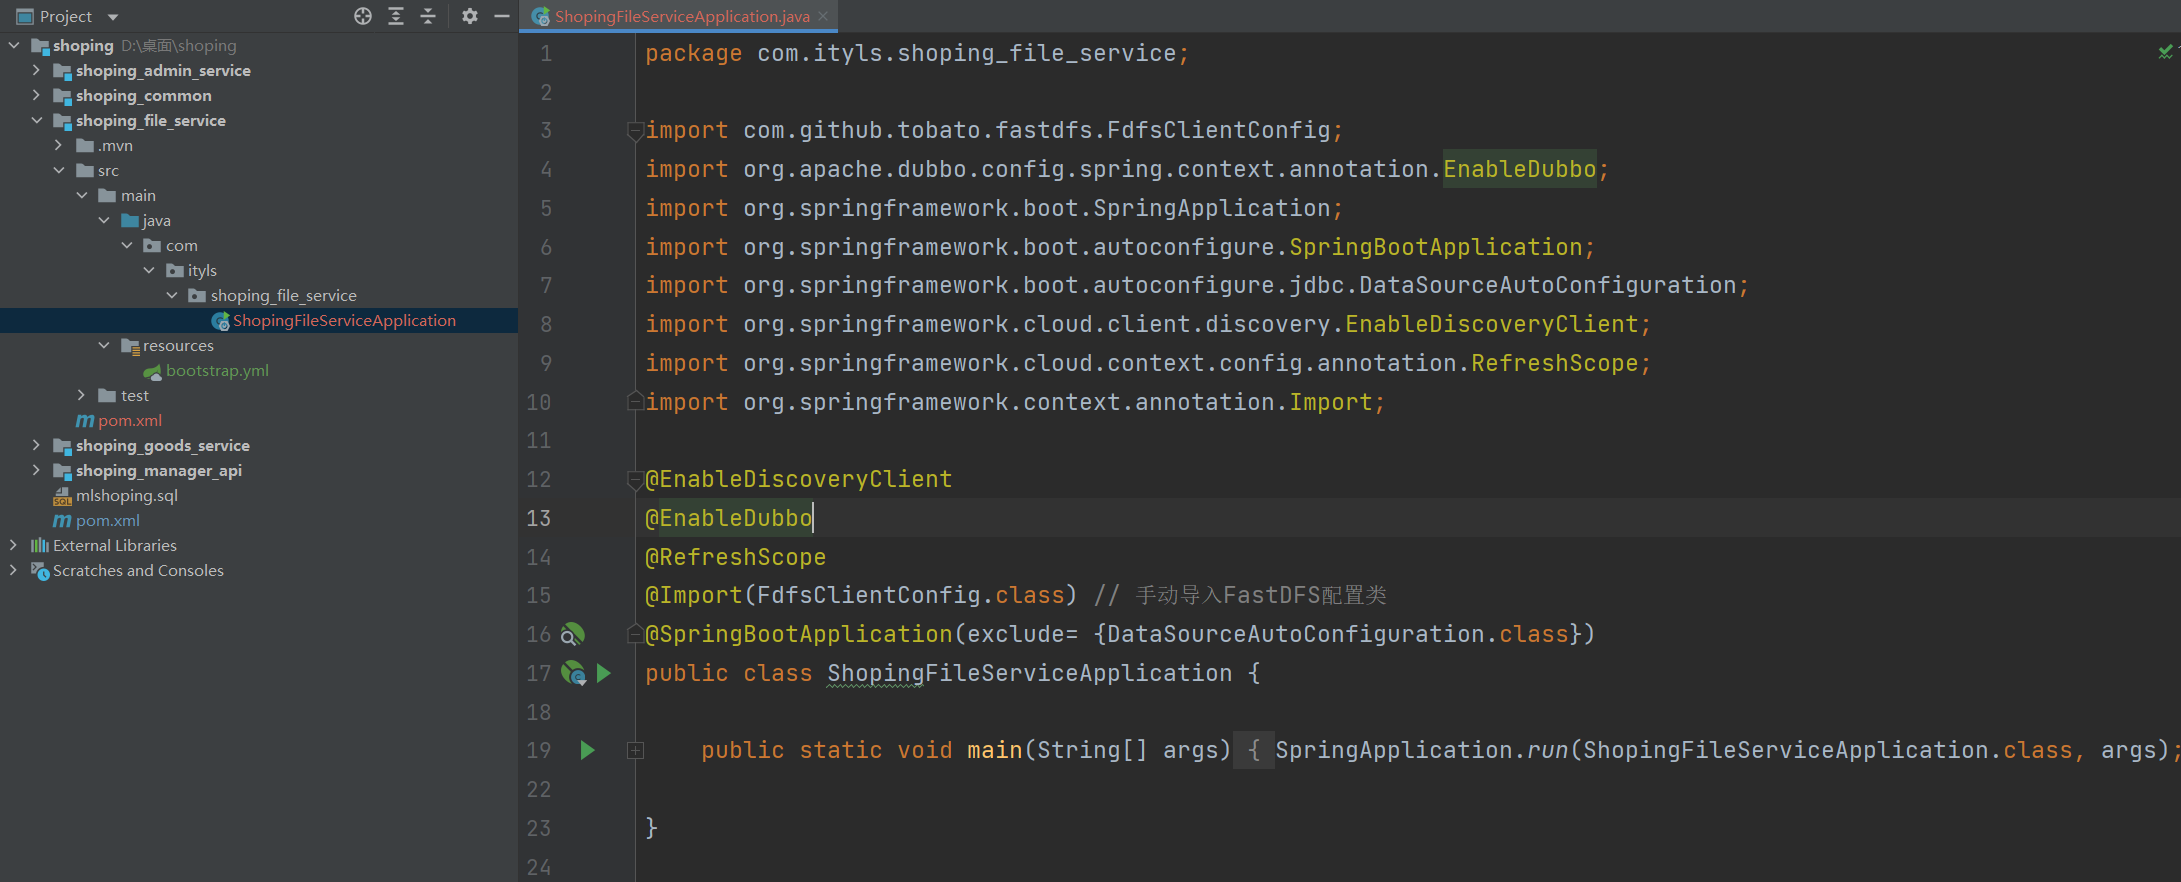 Project
shoping D:\桌面\shoping
shoping_admin_service
shoping_common
shoping_file_service
.mvn
src
main
java
com
ityls
shoping_file_service
ShopingFileServiceApplication
resources
bootstrap.yml
test
pom.xml
shoping_goods_service
shoping_manager_api
mlshoping.sql
pom.xml
External Libraries
Scratches and Consoles
ShopingFileServiceApplication.java
1 package com.ityls.shoping_file_service;
2
3 import com.github.tobato.fastdfs.FdfsClientConfig;
4 import org.apache.dubbo.config.spring.context.annotation.EnableDubbo;
5 import org.springframework.boot.SpringApplication;
6 import org.springframework.boot.autoconfigure.SpringBootApplication;
7 import org.springframework.boot.autoconfigure.jdbc.DataSourceAutoConfiguration;
8 import org.springframework.cloud.client.discovery.EnableDiscoveryClient;
9 import org.springframework.cloud.context.config.annotation.RefreshScope;
10 import org.springframework.context.annotation.Import;
11
12 @EnableDiscoveryClient
13 @EnableDubbo
14 @RefreshScope
15 @Import(FdfsClientConfig.class) // 手动导入FastDFS配置类
16 @SpringBootApplication(exclude= {DataSourceAutoConfiguration.class})
17 public class ShopingFileServiceApplication {
18
19 public static void main(String[] args) { SpringApplication.run(ShopingFileServiceApplication.class, args);
22
23 }
24